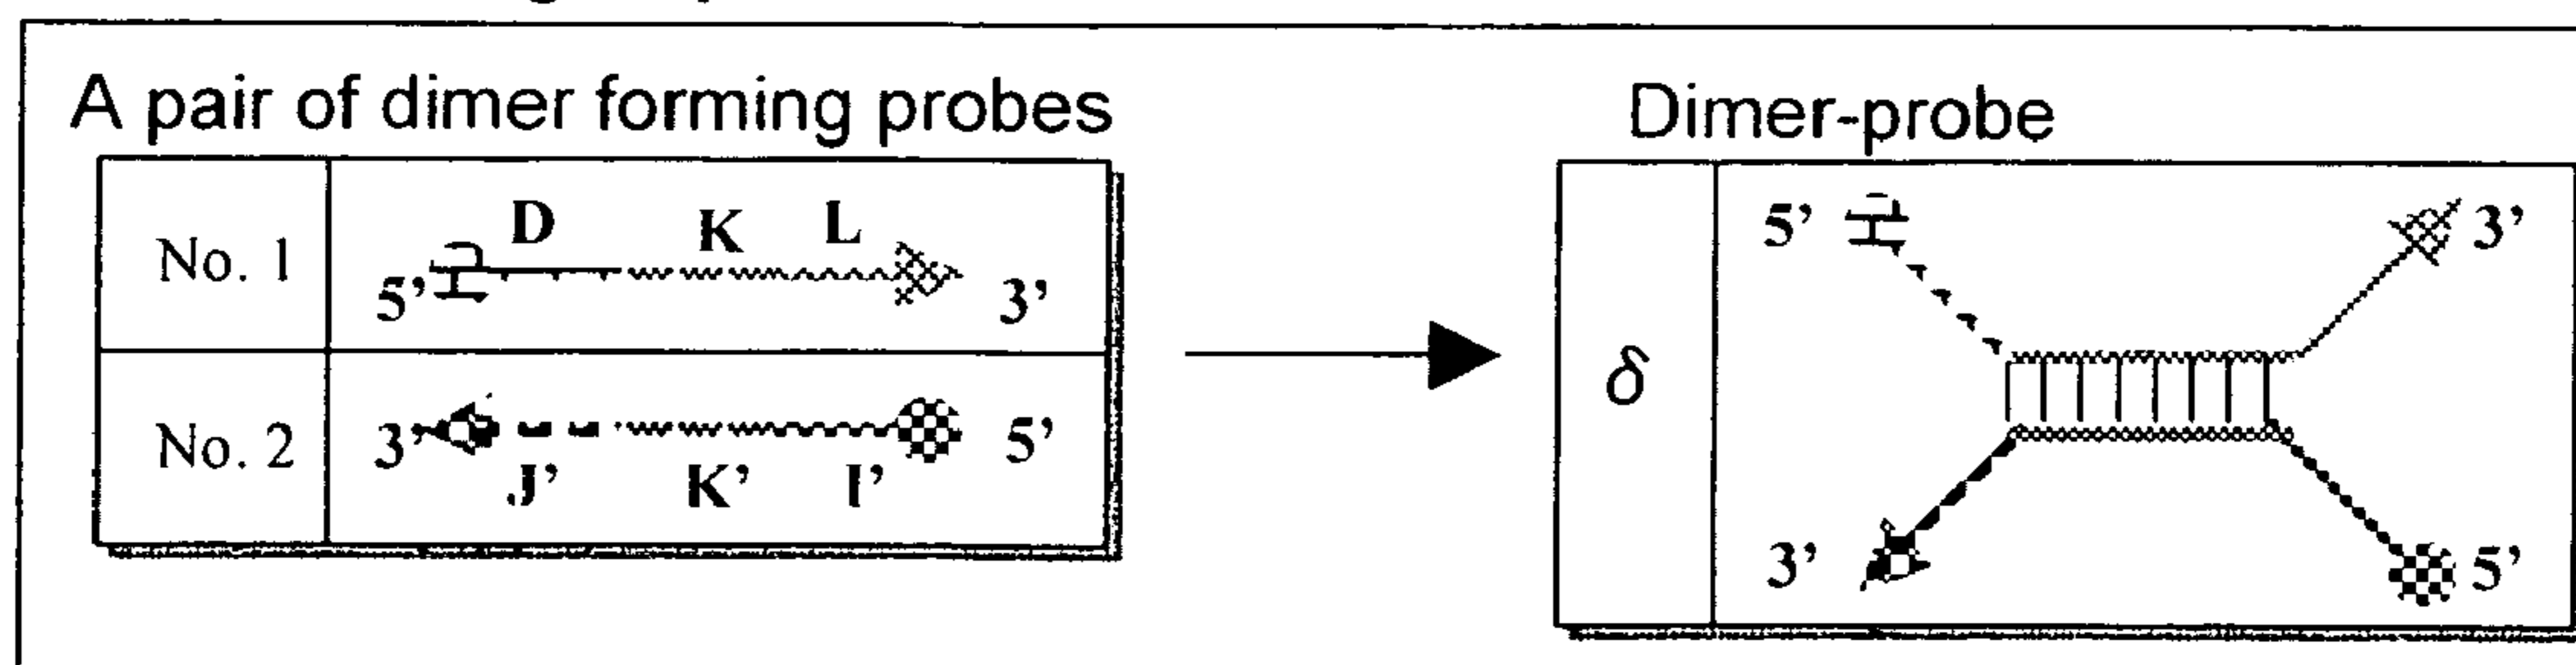 A pair of dimer forming probes
No. 1
5' D K L 3'
No. 2
3' 5'
J' K' I'
Dimer-probe
δ
5' 3'
3' 5'